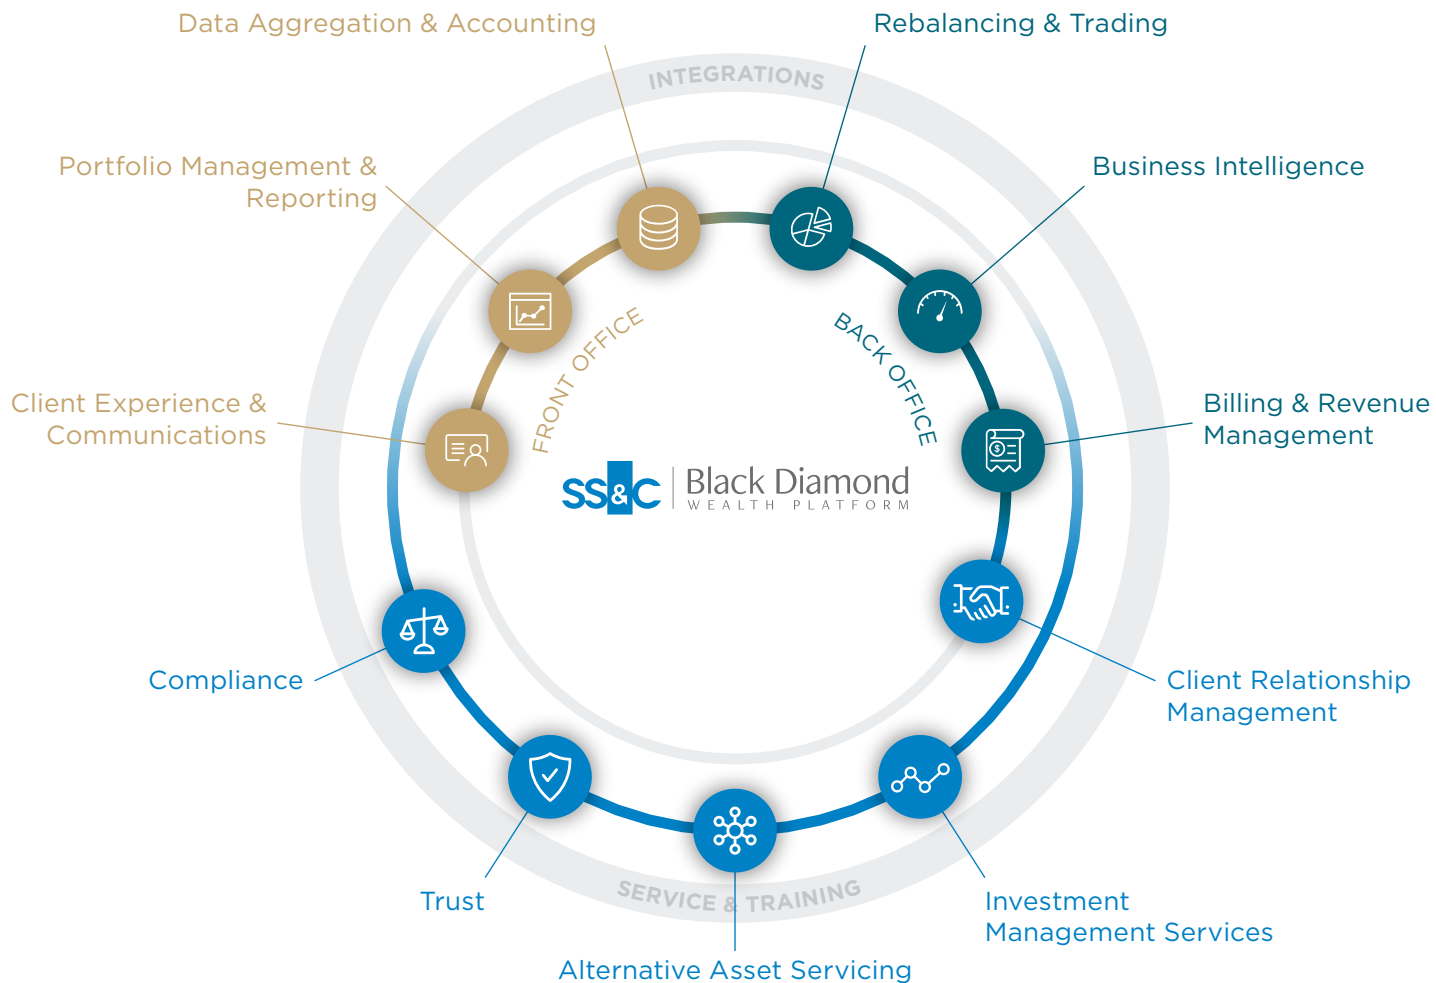 Data Aggregation & Accounting
Rebalancing & Trading
INTEGRATIONS
Portfolio Management &
Reporting
Business Intelligence
FRONT OFFICE
BACK OFFICE
Client Experience &
Communications
Billing & Revenue
Management
$
SS&C
Black Diamond
WEALTH PLATFORM
Compliance
Client Relationship
Management
Trust
SERVICE & TRAINING
Investment
Management Services
Alternative Asset Servicing